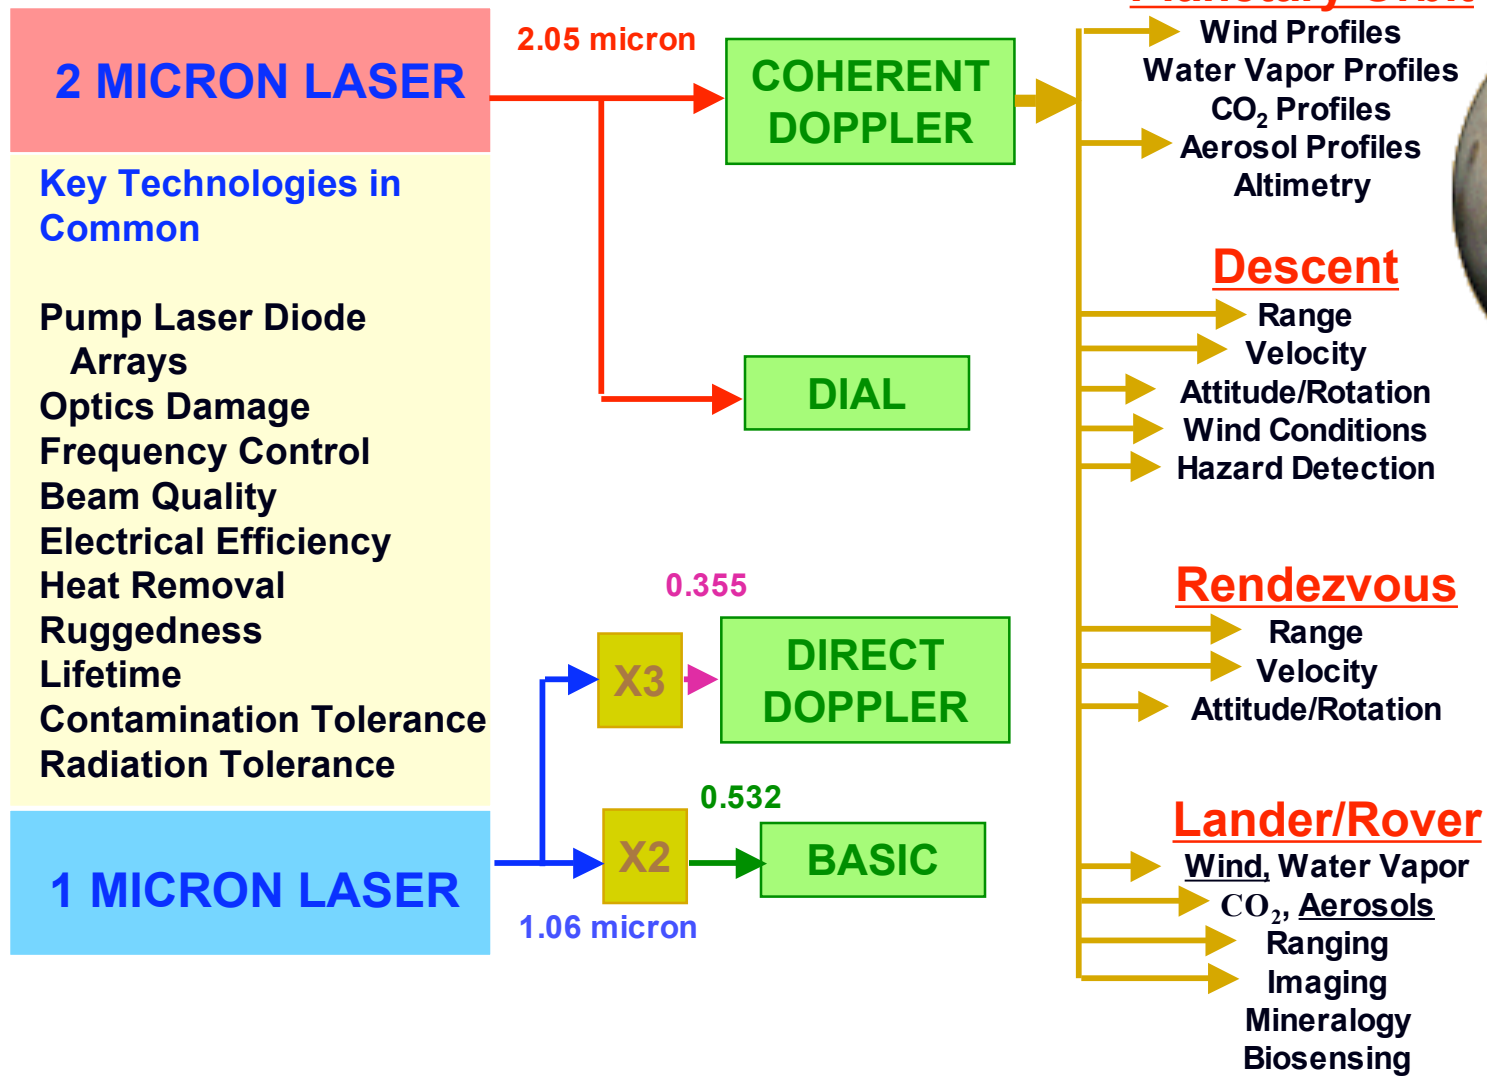 2 MICRON LASER
Key Technologies in
Common
Pump Laser Diode
Arrays
Optics Damage
Frequency Control
Beam Quality
Electrical Efficiency
Heat Removal
Ruggedness
Lifetime
Contamination Tolerance
Radiation Tolerance
1 MICRON LASER
2.05 micron
COHERENT
DOPPLER
DIAL
0.355
X3
DIRECT
DOPPLER
0.532
X2
BASIC
1.06 micron
Planetary Orbit
Wind Profiles
Water Vapor Profiles
CO2 Profiles
Aerosol Profiles
Altimetry
Descent
Range
Velocity
Attitude/Rotation
Wind Conditions
Hazard Detection
Rendezvous
Range
Velocity
Attitude/Rotation
Lander/Rover
Wind, Water Vapor
CO2, Aerosols
Ranging
Imaging
Mineralogy
Biosensing